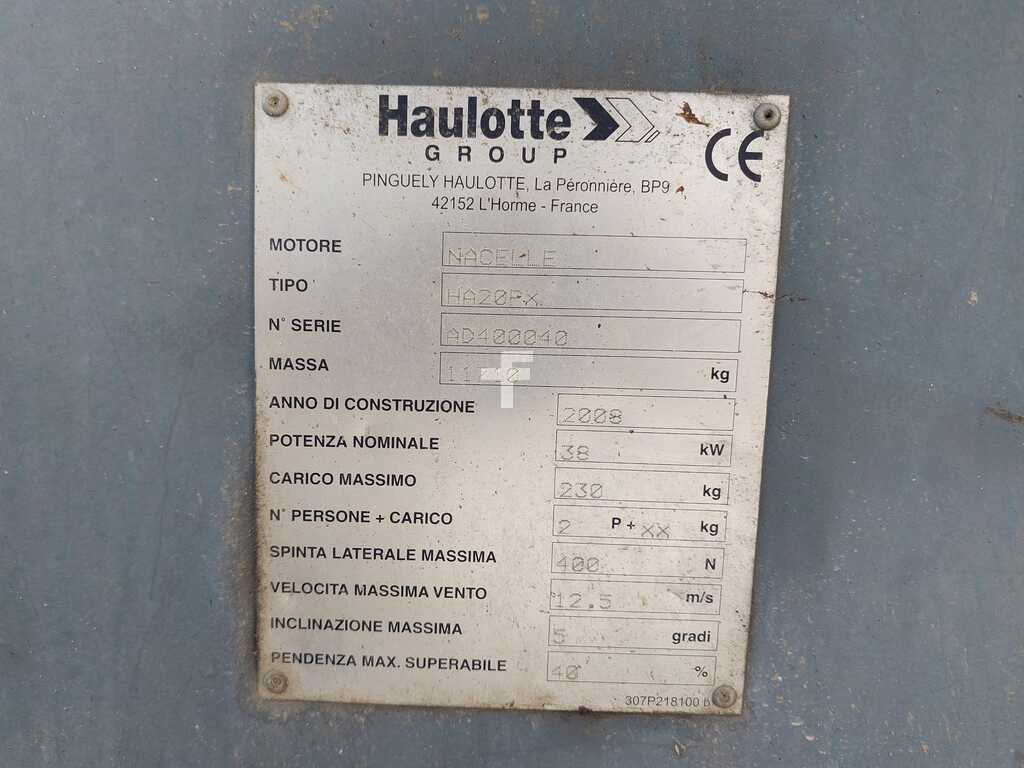 Haulotte
GROUP
CE
PINGUELY HAULOTTE, La Péronnière, BP9
42152 L'Horme - France
MOTORE NACELLE
TIPO HA20PX
N° SERIE AD400040
MASSA kg
F
ANNO DI CONSTRUZIONE 2008
POTENZA NOMINALE 38 kW
CARICO MASSIMO 230 kg
N° PERSONE + CARICO 2 P + XX kg
SPINTA LATERALE MASSIMA 400 N
VELOCITA MASSIMA VENTO 12.5 m/s
INCLINAZIONE MASSIMA 5 gradi
PENDENZA MAX. SUPERABILE 40 %
307P218100 b